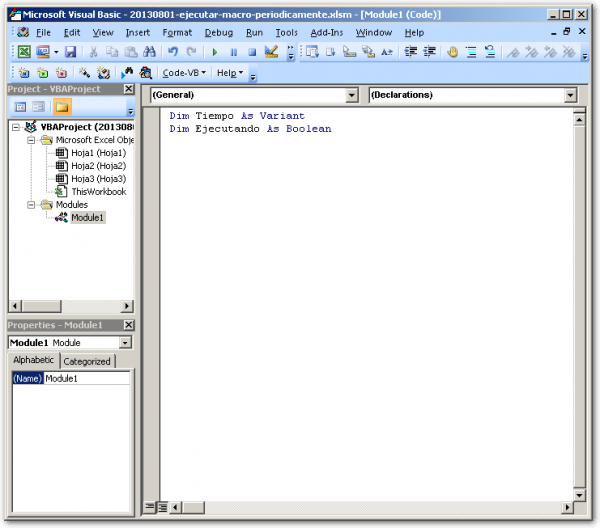 Microsoft Visual Basic - 20130801-ejecutar-macro-periodicamente.xlsm - [Module1 (Code)]
File Edit View Insert Format Debug Run Tools Add-Ins Window Help
Code-VB Help
Project - VBAProject
(General) (Declarations)
VBAProject (201308
Microsoft Excel Obje
Hoja1 (Hoja1)
Hoja2 (Hoja2)
Hoja3 (Hoja3)
ThisWorkbook
Modules
Module1
Dim Tiempo As Variant
Dim Ejecutando As Boolean
Properties - Module1
Module1 Module
Alphabetic Categorized
(Name) Module1